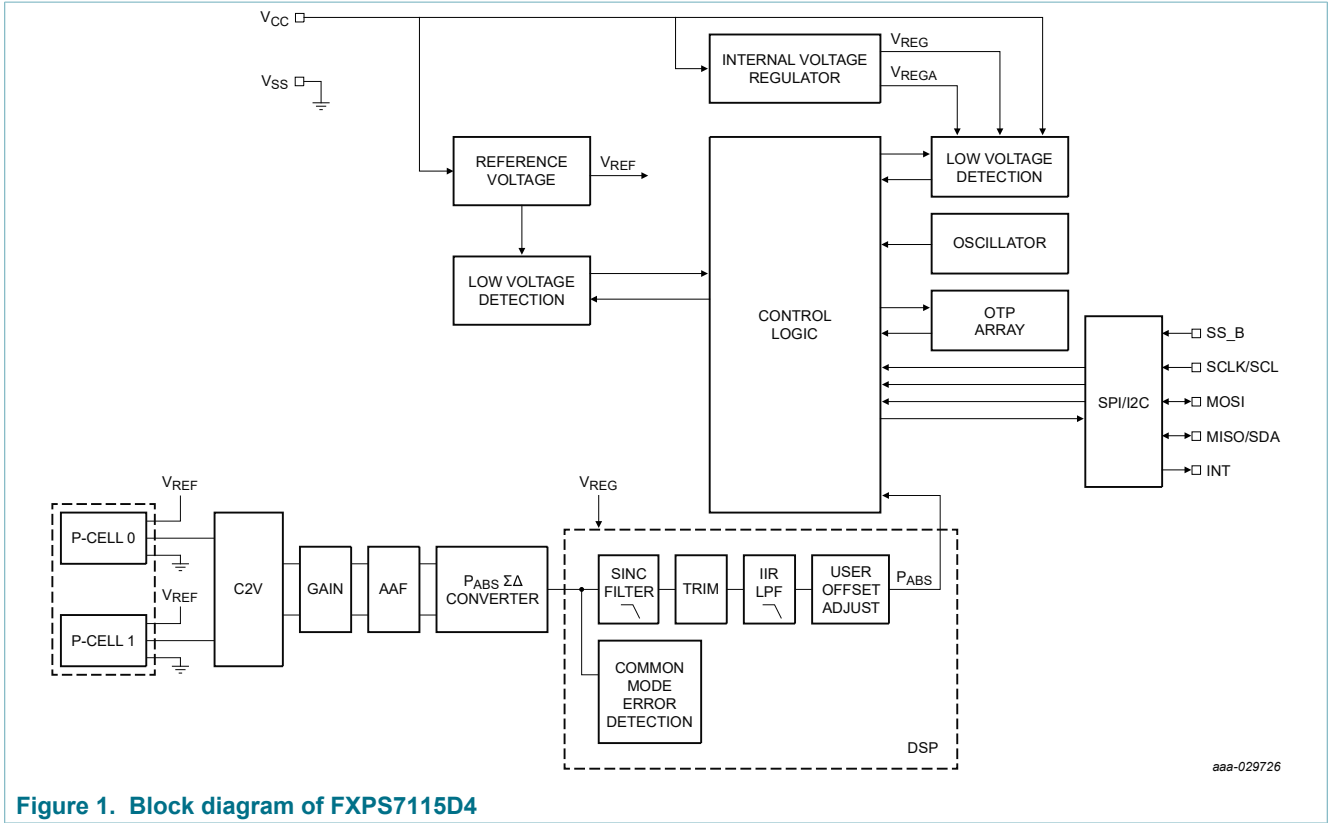 VCC
VSS
INTERNAL VOLTAGE
REGULATOR
VREG
VREGA
REFERENCE
VOLTAGE
VREF
LOW VOLTAGE
DETECTION
CONTROL
LOGIC
LOW VOLTAGE
DETECTION
OSCILLATOR
OTP
ARRAY
SPI/I2C
SS_B
SCLK/SCL
MOSI
MISO/SDA
INT
VREF
P-CELL 0
VREF
P-CELL 1
C2V
GAIN
AAF
PABS ΣΔ
CONVERTER
VREG
SINC
FILTER
TRIM
IIR
LPF
USER
OFFSET
ADJUST
PABS
COMMON
MODE
ERROR
DETECTION
DSP
aaa-029726
Figure 1. Block diagram of FXPS7115D4